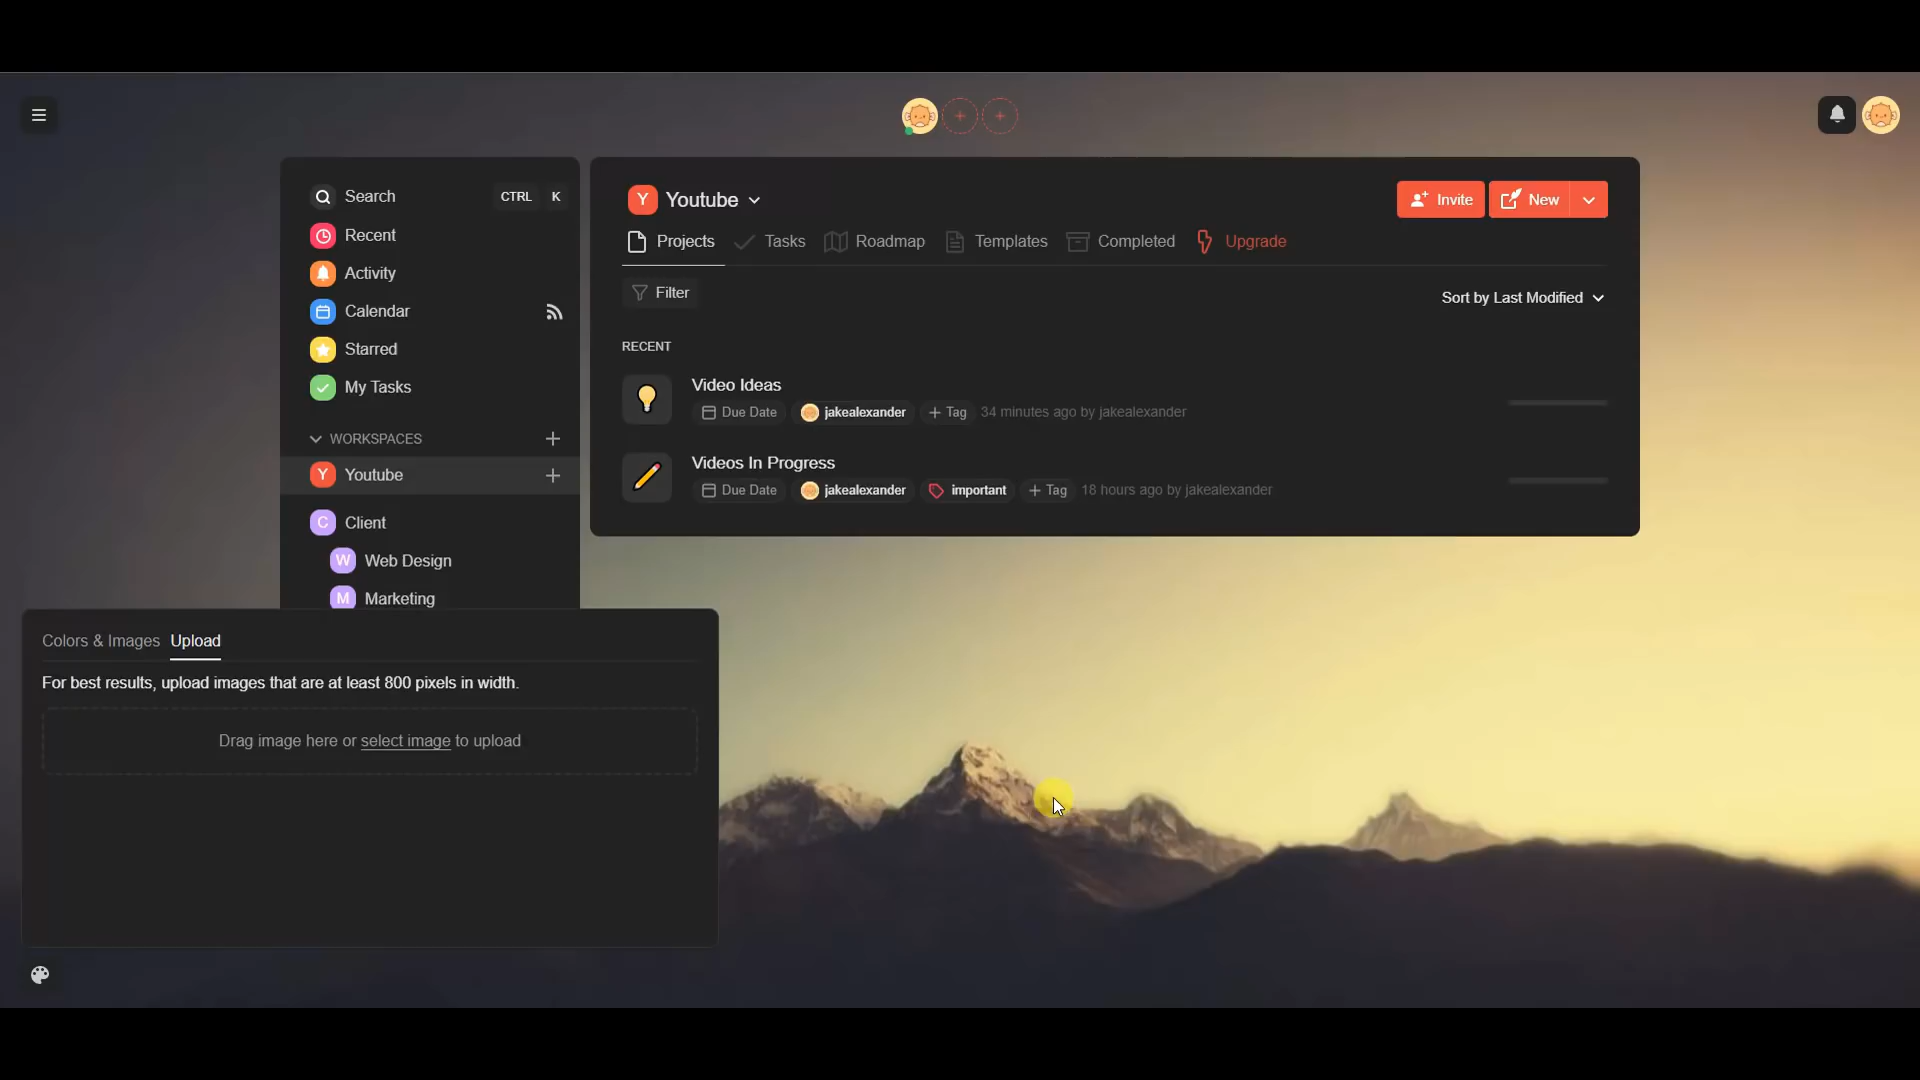 Search CTRL K
Recent
Activity
Calendar
Starred
My Tasks
WORKSPACES
Y Youtube
C Client
W Web Design
M Marketing
Y Youtube
Invite
New
Projects Tasks Roadmap Templates Completed Upgrade
Filter
Sort by Last Modified
RECENT
Video Ideas
Due Date jakealexander + Tag 34 minutes ago by jakealexander
Videos In Progress
Due Date jakealexander important + Tag 18 hours ago by jakealexander
Colors & Images Upload
For best results, upload images that are at least 800 pixels in width.
Drag image here or select image to upload